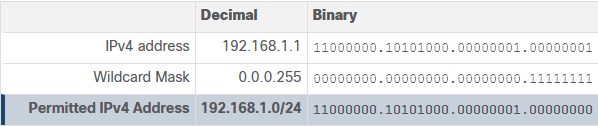 Decimal Binary
IPv4 address 192.168.1.1 11000000.10101000.00000001.00000001
Wildcard Mask 0.0.0.255 00000000.00000000.00000000.11111111
Permitted IPv4 Address 192.168.1.0/24 11000000.10101000.00000001.00000000